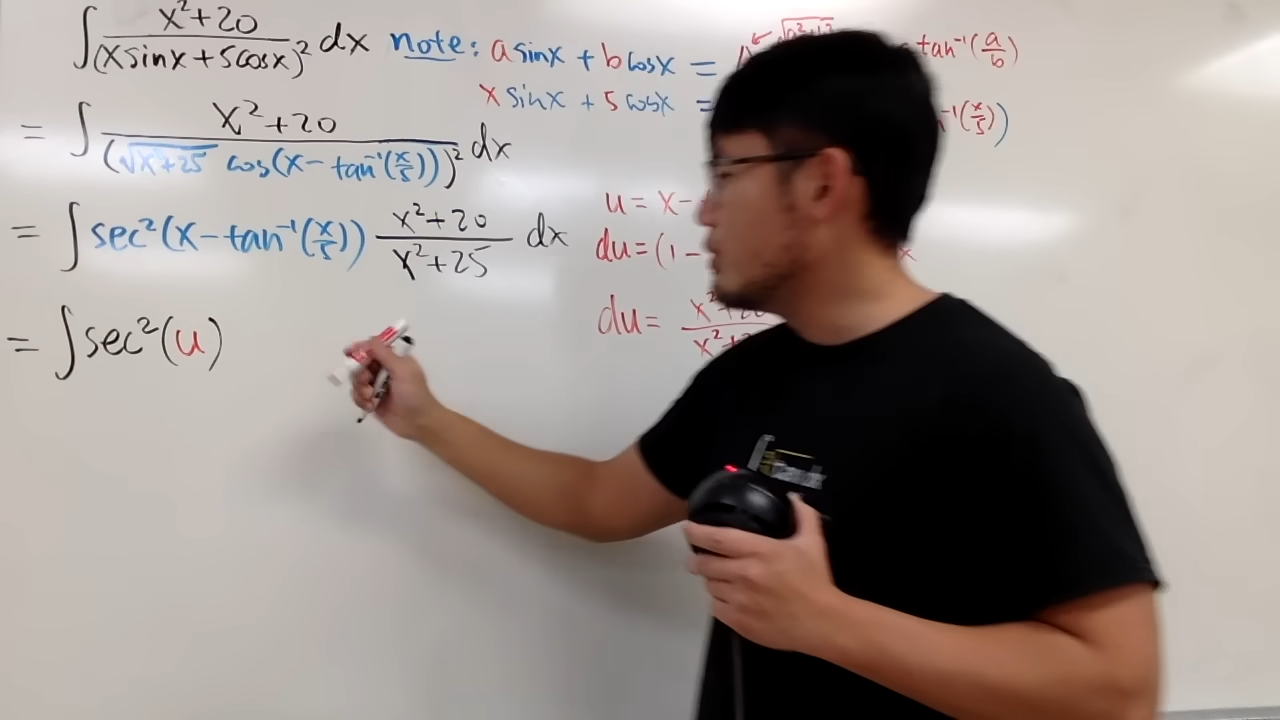 ∫ x²+20 / (x sinx + 5cosx)² dx note: a sinx + b cosx = √a²+b² tan⁻¹(a/b)
x sinx + 5 cosx = ⁻¹(x/5))
= ∫ x²+20 / (√x²+25 cos(x - tan⁻¹(x/5)))² dx
= ∫ sec²(x - tan⁻¹(x/5)) x²+20 / x²+25 dx
u = x -
du = (1 - x
= ∫ sec²(u)
du = x²+20 / x²+